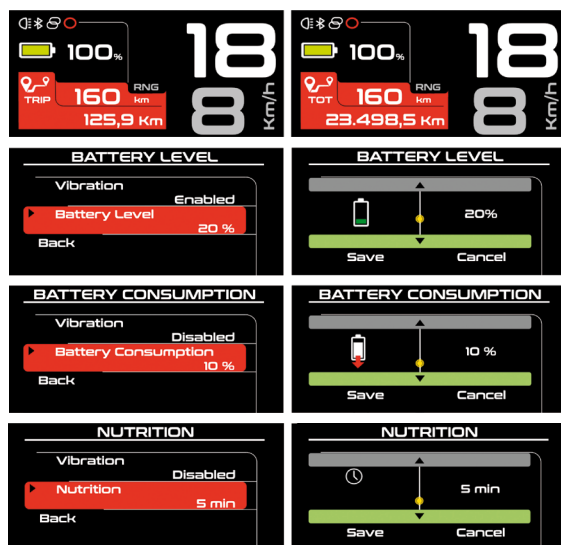 100%
18
RNG
TRIP
160 km
8
Km/h
125,9 Km
100%
18
RNG
TOT
160 km
8
Km/h
23.498,5 Km
BATTERY LEVEL
Vibration
Enabled
Battery Level
20 %
Back
BATTERY LEVEL
20%
Save Cancel
BATTERY CONSUMPTION
Vibration
Disabled
Battery Consumption
10 %
Back
BATTERY CONSUMPTION
10 %
Save Cancel
NUTRITION
Vibration
Disabled
Nutrition
5 min
Back
NUTRITION
5 min
Save Cancel